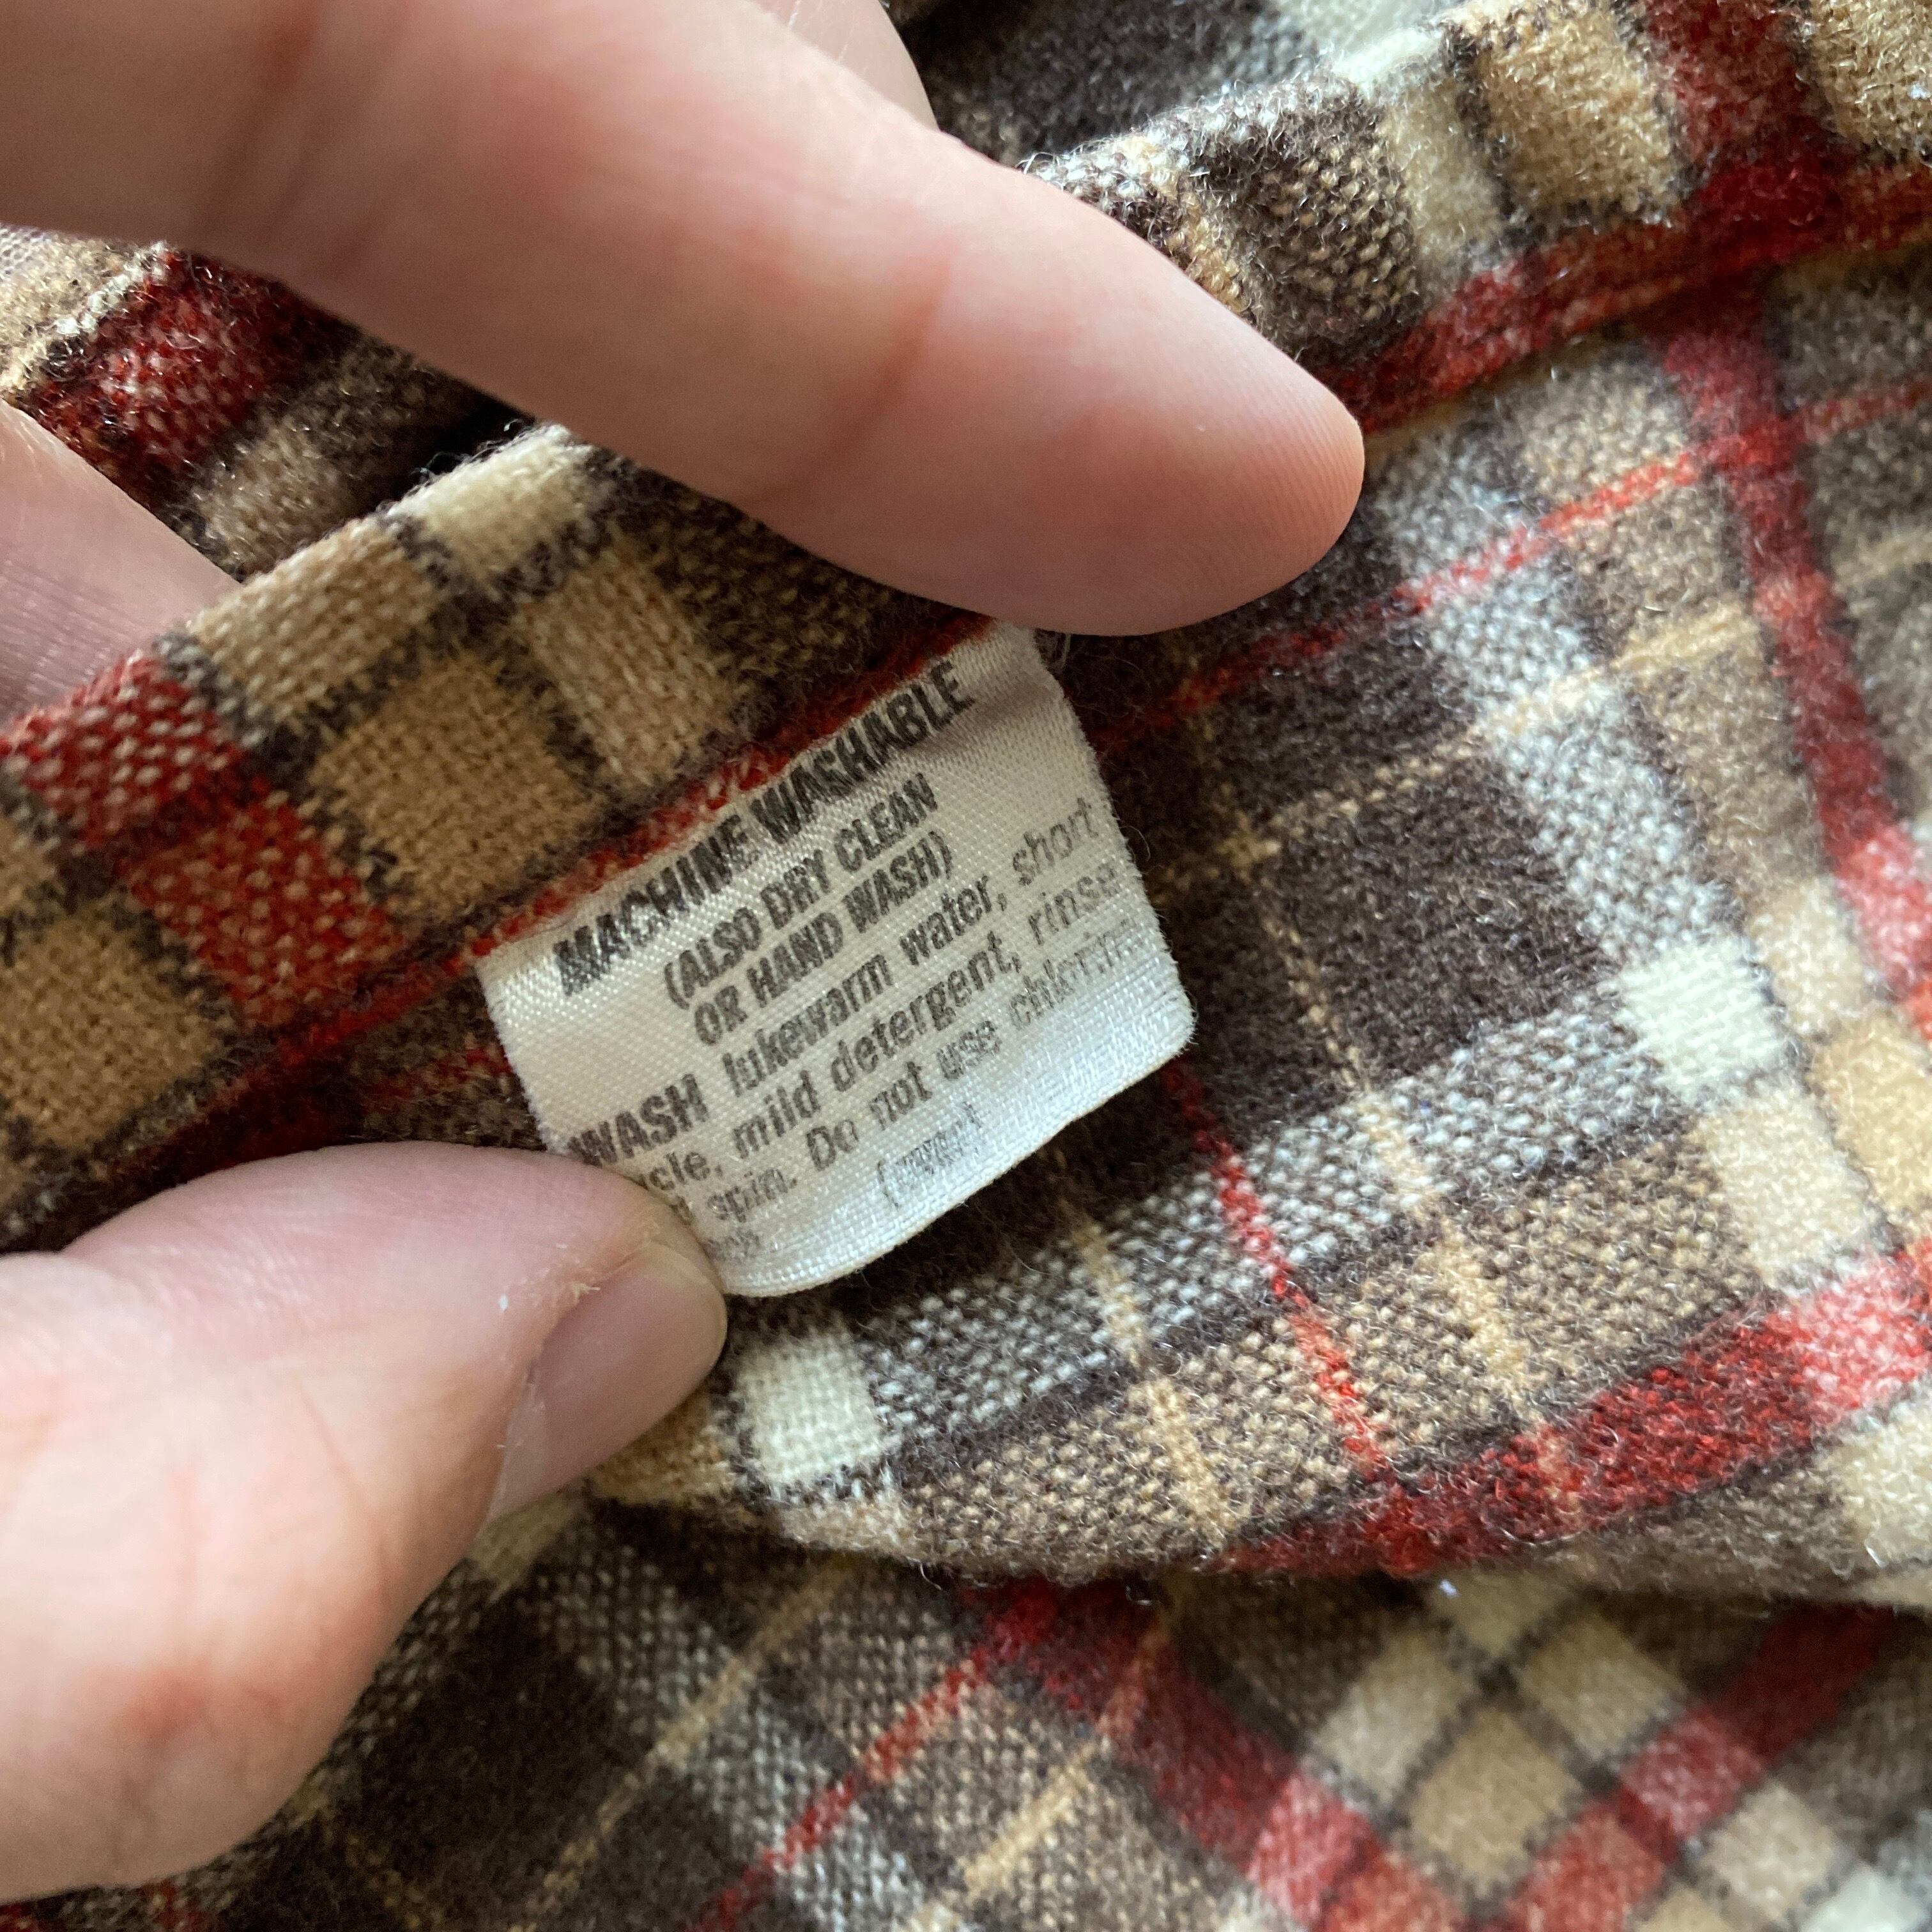 MACHINE WASHABLE
(ALSO DRY CLEAN
OR HAND WASH)
WASH lukewarm water, short
mild detergent, rinse
spin. Do not use
(over)